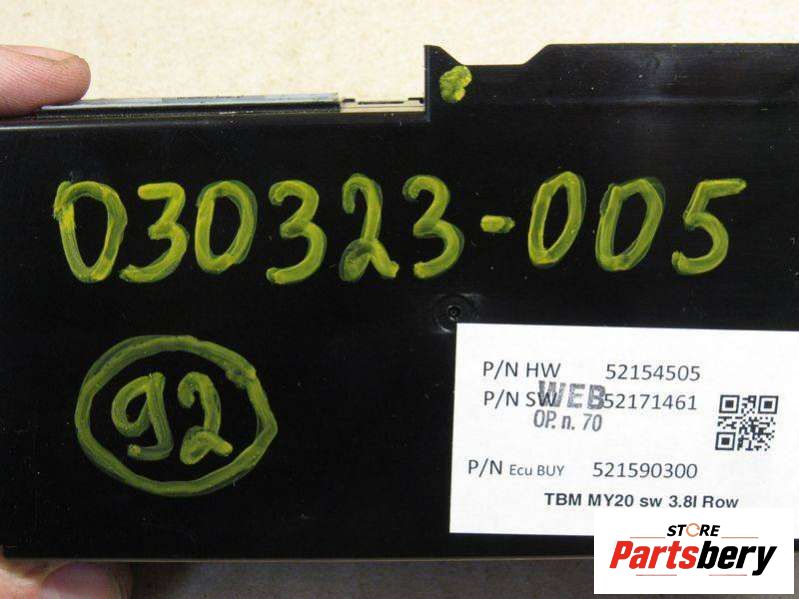 030323-005
92
P/N HW 52154505
P/N SW 52171461
WEB
OP. n. 70
P/N Ecu BUY 521590300
TBM MY20 sw 3.8l Row
STORE
Partsbery